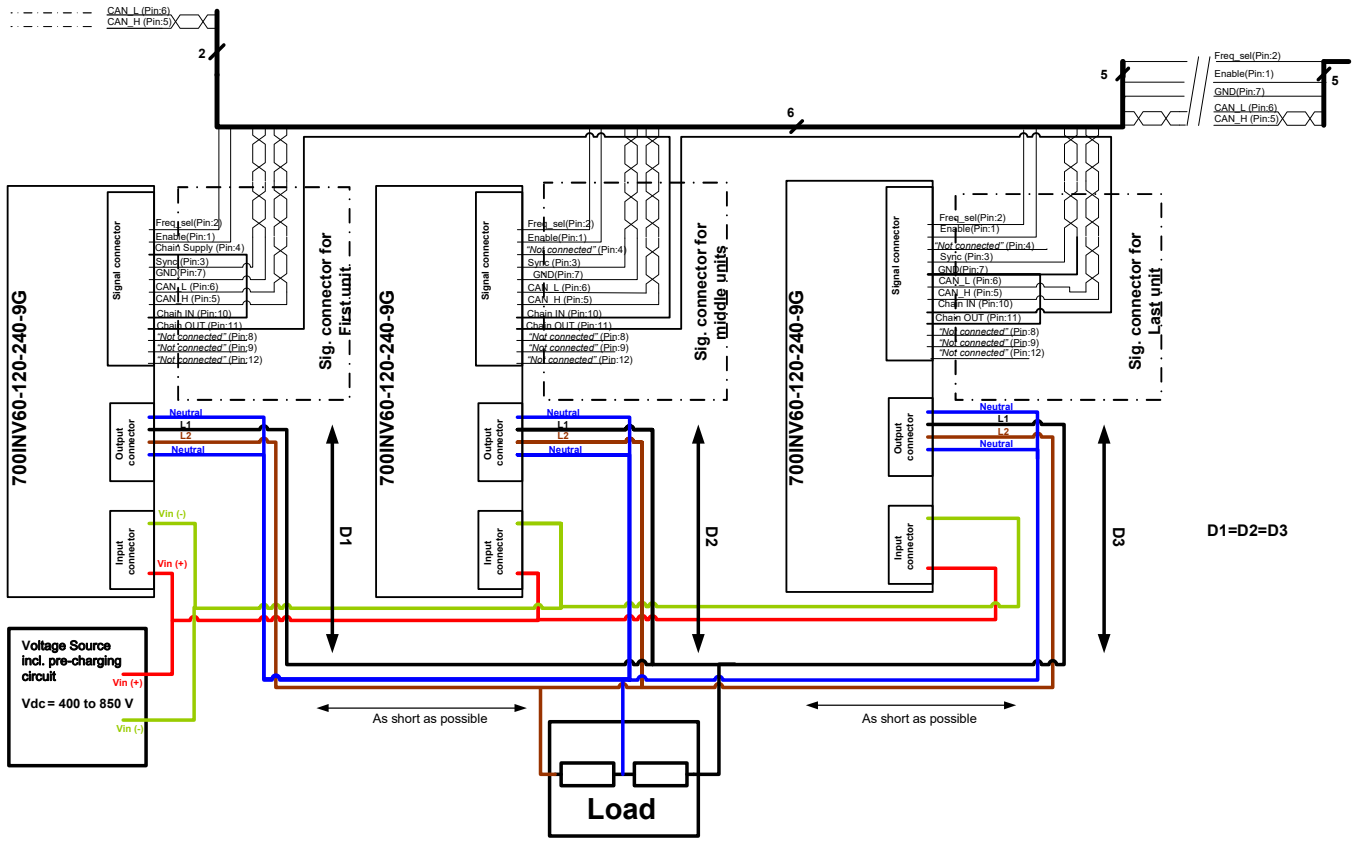 CAN_L (Pin:6)
CAN_H (Pin:5)
2
6
5
Freq_sel(Pin:2)
Enable(Pin:1)
GND(Pin:7)
CAN_L (Pin:6)
CAN_H (Pin:5)
5
700INV60-120-240-9G
Signal connector
Freq_sel(Pin:2)
Enable(Pin:1)
Chain Supply (Pin:4)
Sync(Pin:3)
GND(Pin:7)
CAN_L (Pin:6)
CAN_H (Pin:5)
Chain IN (Pin:10)
Chain OUT (Pin:11)
"Not connected" (Pin:8)
"Not connected" (Pin:9)
"Not connected" (Pin:12)
Sig. connector for
First unit.
Output
connector
Neutral
L1
L2
Neutral
Input
connector
Vin (-)
Vin (+)
D1
700INV60-120-240-9G
Signal connector
Freq_sel(Pin:2)
Enable(Pin:1)
"Not connected" (Pin:4)
Sync(Pin:3)
GND(Pin:7)
CAN_L (Pin:6)
CAN_H (Pin:5)
Chain IN (Pin:10)
Chain OUT (Pin:11)
"Not connected" (Pin:8)
"Not connected" (Pin:9)
"Not connected" (Pin:12)
Sig. connector for
middle units
Output
connector
Neutral
L1
L2
Neutral
Input
connector
D2
700INV60-120-240-9G
Signal connector
Freq_sel(Pin:2)
Enable(Pin:1)
"Not connected" (Pin:4)
Sync(Pin:3)
GND(Pin:7)
CAN_L (Pin:6)
CAN_H (Pin:5)
Chain IN (Pin:10)
Chain OUT (Pin:11)
"Not connected" (Pin:8)
"Not connected" (Pin:9)
"Not connected" (Pin:12)
Sig. connector for
Last unit
Output
connector
Neutral
L1
L2
Neutral
Input
connector
D3
D1=D2=D3
Voltage Source
incl. pre-charging
circuit
Vin (+)
Vdc = 400 to 850 V
Vin (-)
As short as possible
As short as possible
Load